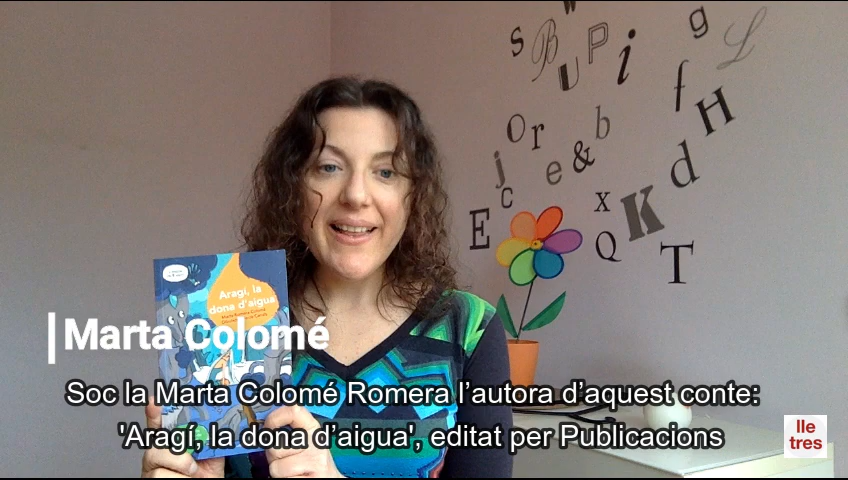 S B W U P i g L
f H
o r b
j e & d
c x K
E Q T
Aragí, la
dona d'aigua
Marta Colomé
Soc la Marta Colomé Romera l’autora d’aquest conte:
'Aragí, la dona d’aigua', editat per Publicacions
lle
tres